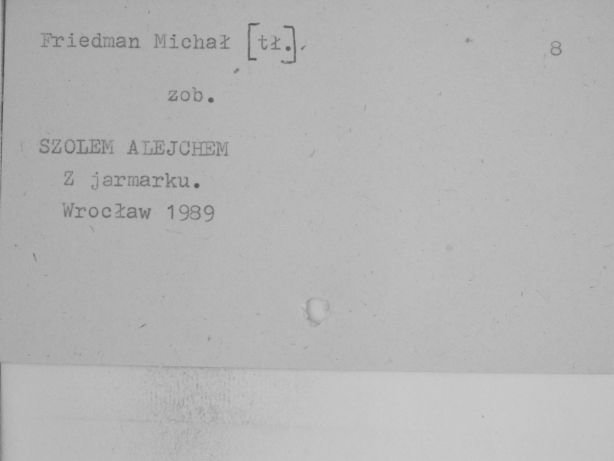 Friedman Michał [tł.]
8
zob.
SZOLEM ALEJCHEM
Z jarmarku.
Wrocław 1989